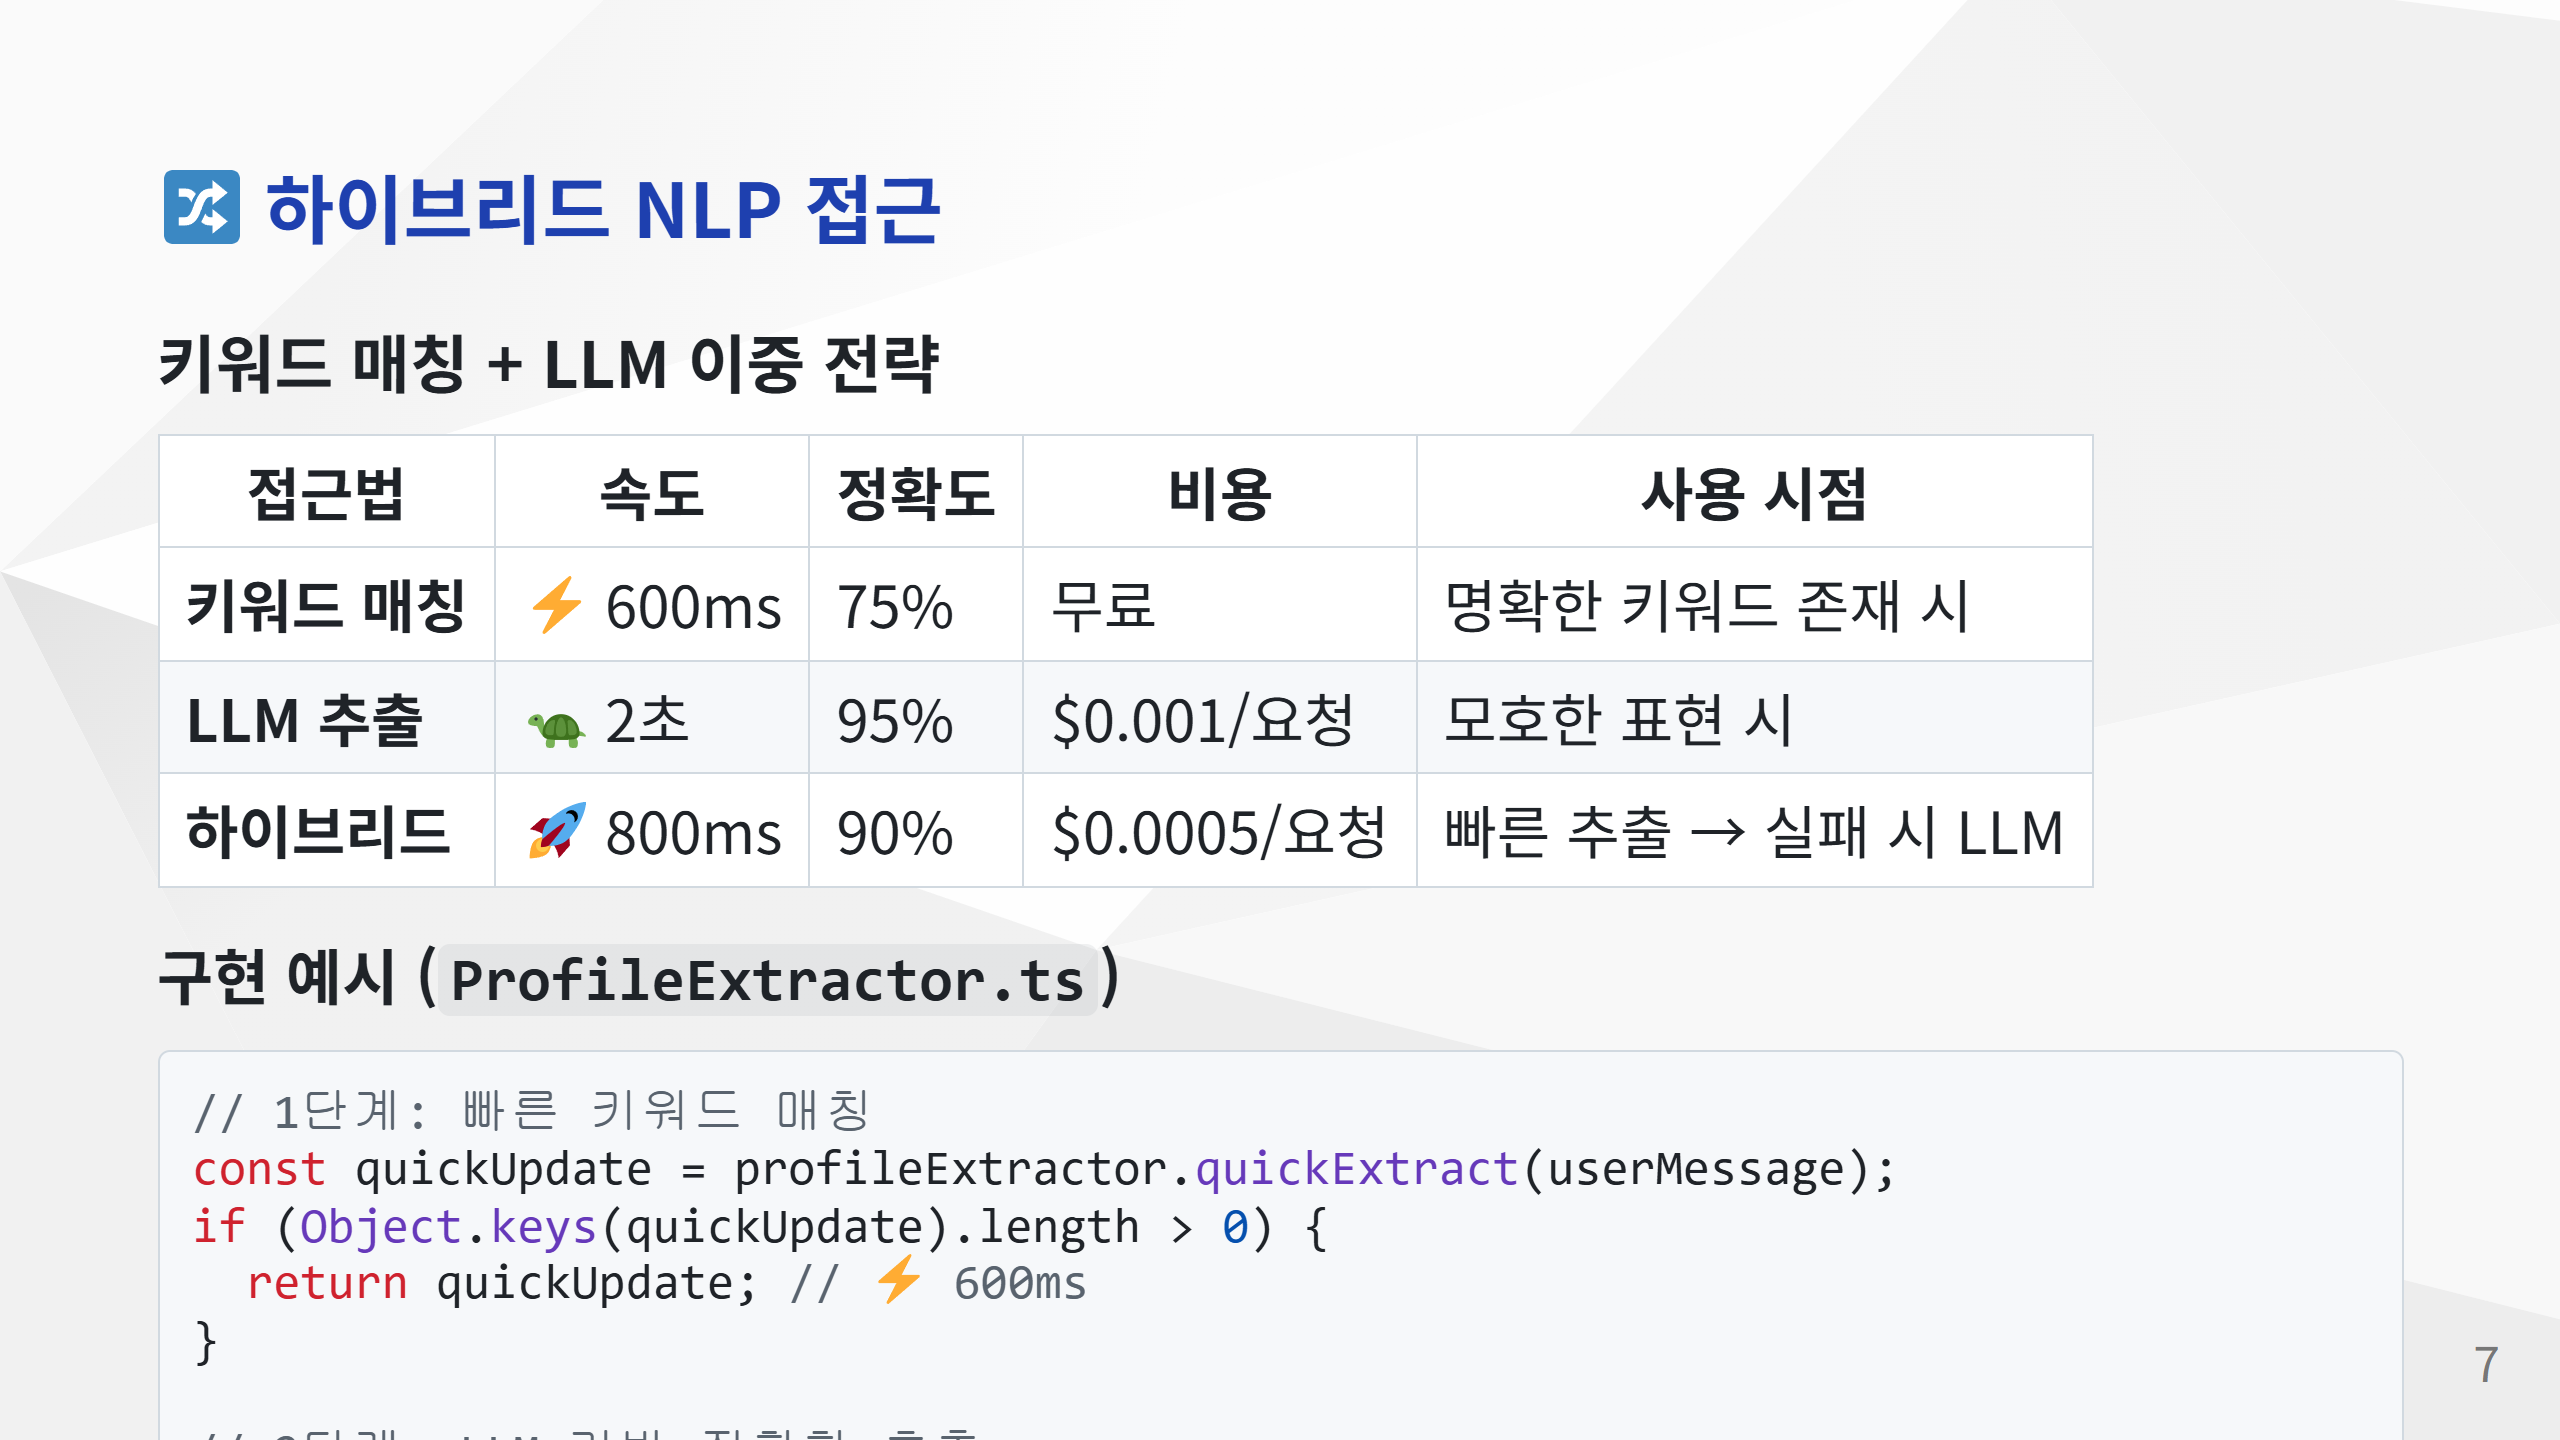 🔀 하이브리드 NLP 접근
키워드 매칭 + LLM 이중 전략
접근법 속도 정확도 비용 사용 시점
키워드 매칭 ⚡ 600ms 75% 무료 명확한 키워드 존재 시
LLM 추출 🐢 2초 95% $0.001/요청 모호한 표현 시
하이브리드 🚀 800ms 90% $0.0005/요청 빠른 추출 → 실패 시 LLM
구현 예시 (ProfileExtractor.ts)
// 1단계: 빠른 키워드 매칭
const quickUpdate = profileExtractor.quickExtract(userMessage);
if (Object.keys(quickUpdate).length > 0) {
  return quickUpdate; // ⚡ 600ms
}
7